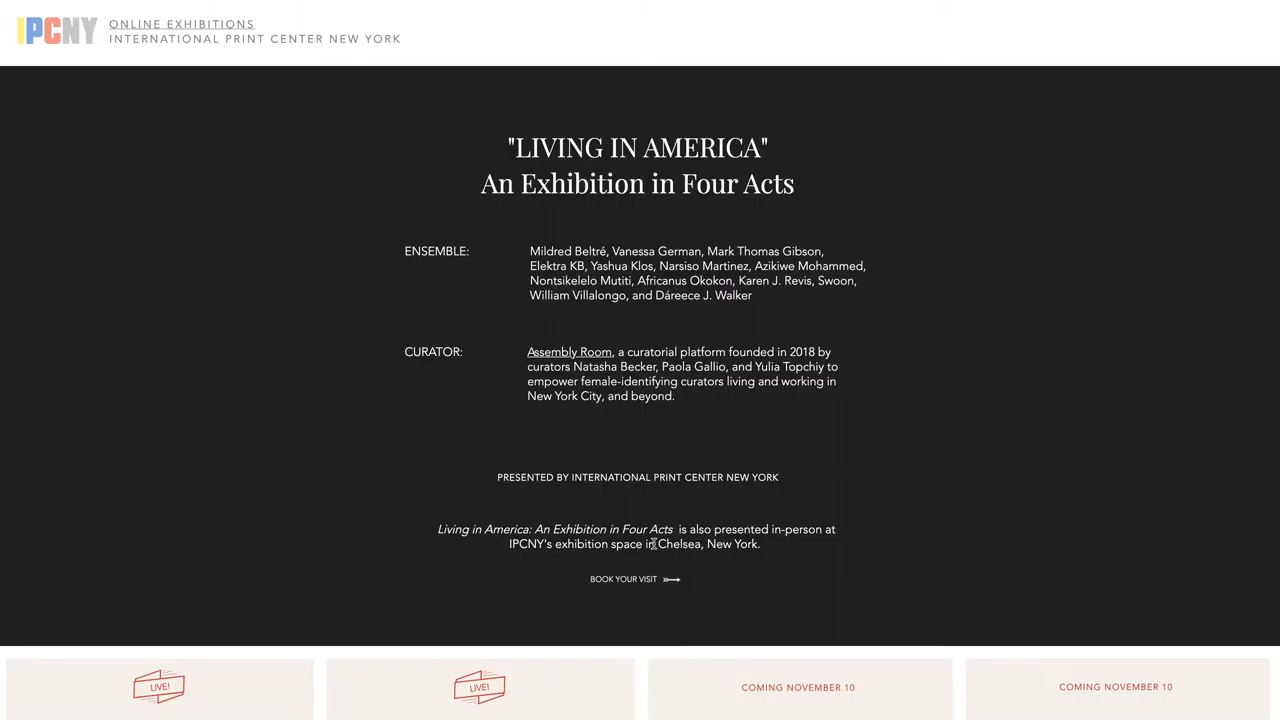 IPCNY
ONLINE EXHIBITIONS
INTERNATIONAL PRINT CENTER NEW YORK
"LIVING IN AMERICA"
An Exhibition in Four Acts
ENSEMBLE:
Mildred Beltré, Vanessa German, Mark Thomas Gibson,
Elektra KB, Yashua Klos, Narsiso Martinez, Azikiwe Mohammed,
Nontsikelelo Mutiti, Africanus Okokon, Karen J. Revis, Swoon,
William Villalongo, and Dáreece J. Walker
CURATOR:
Assembly Room, a curatorial platform founded in 2018 by
curators Natasha Becker, Paola Gallio, and Yulia Topchiy to
empower female-identifying curators living and working in
New York City, and beyond.
PRESENTED BY INTERNATIONAL PRINT CENTER NEW YORK
Living in America: An Exhibition in Four Acts is also presented in-person at
IPCNY's exhibition space in Chelsea, New York.
BOOK YOUR VISIT
LIVE!
LIVE!
COMING NOVEMBER 10
COMING NOVEMBER 10